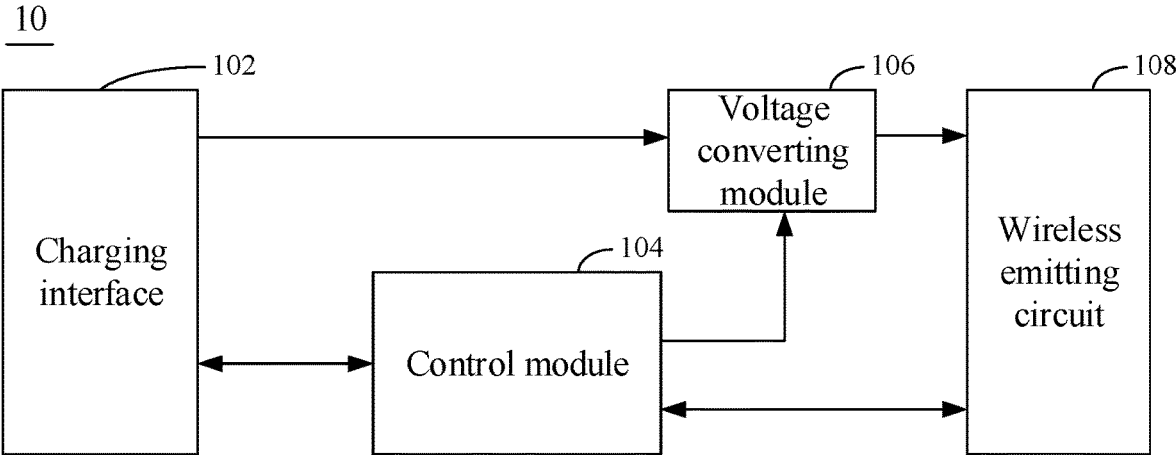 10
102
106
108
Voltage
converting
module
Charging
interface
Wireless
emitting
circuit
104
Control module